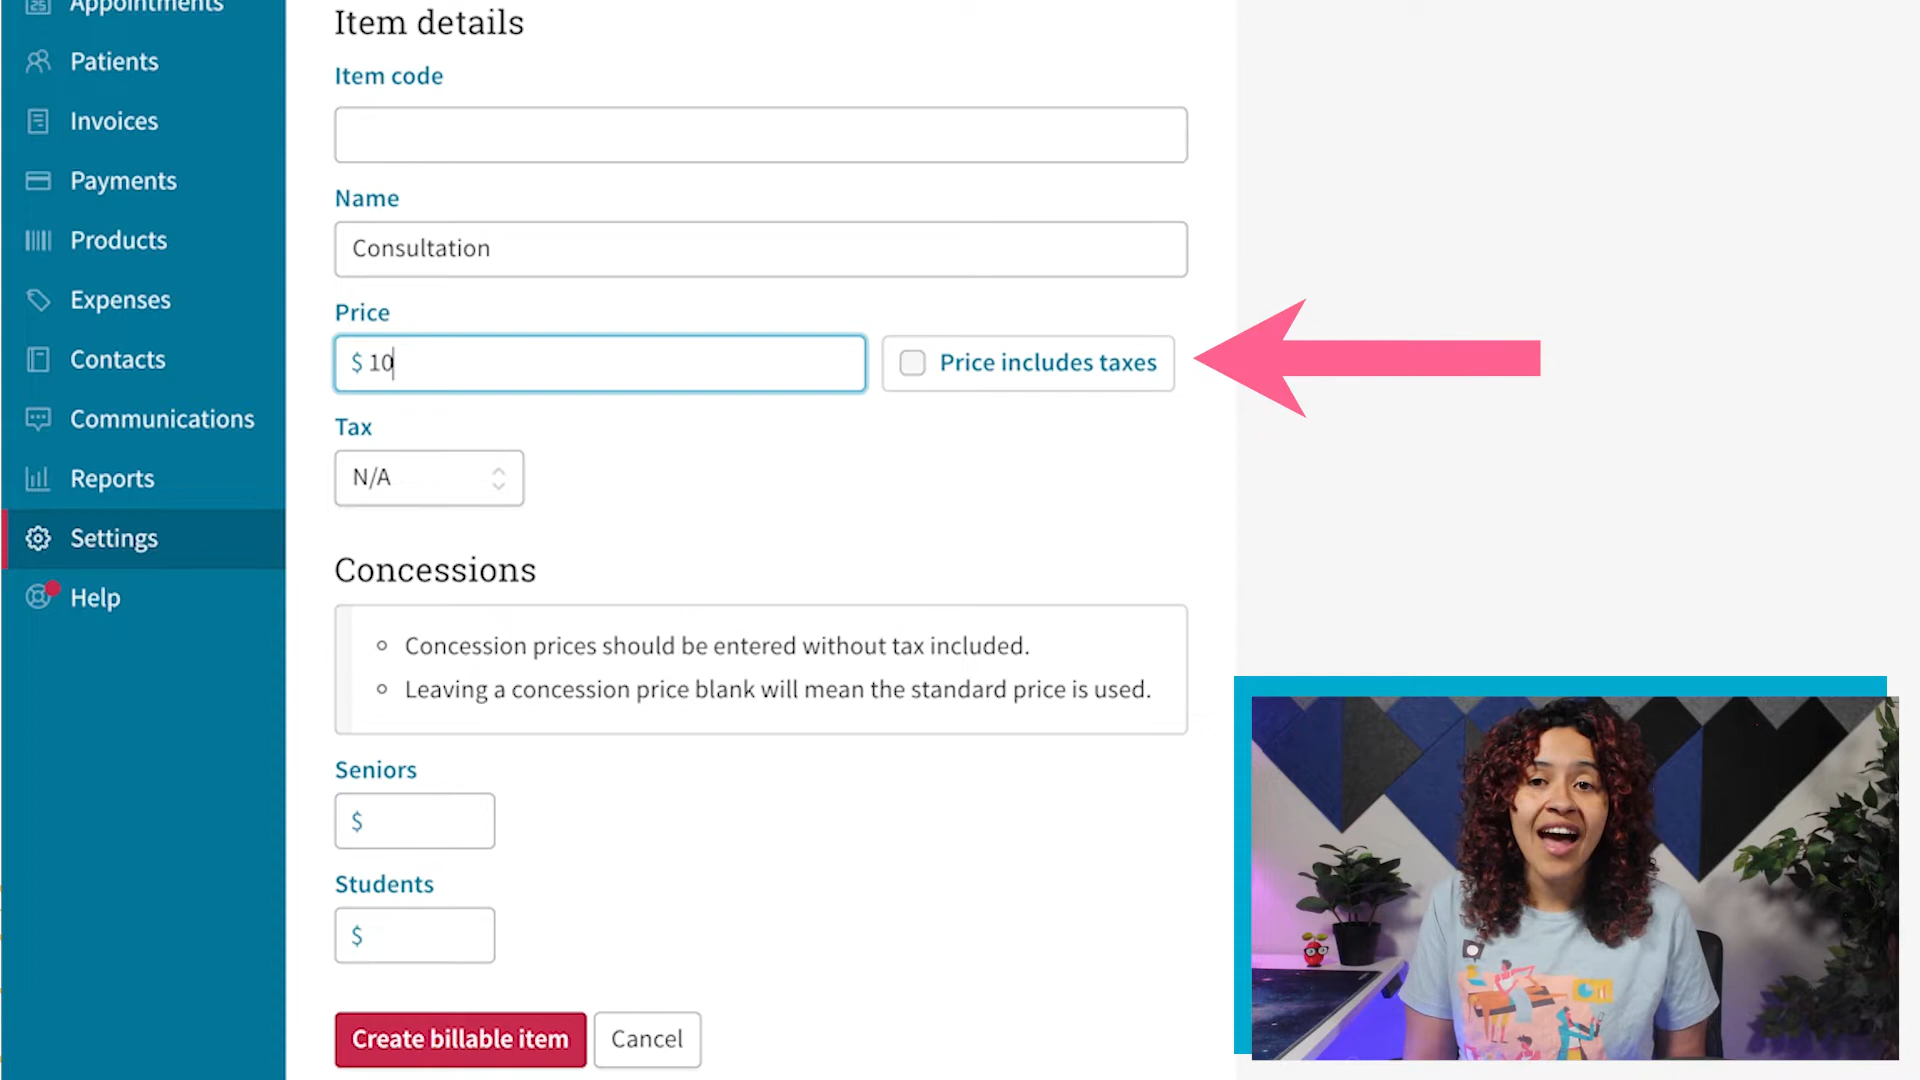 Appointments
Patients
Invoices
Payments
Products
Expenses
Contacts
Communications
Reports
Settings
Help
Item details
Item code
Name
Consultation
Price
$ 10
Price includes taxes
Tax
N/A
Concessions
Concession prices should be entered without tax included.
Leaving a concession price blank will mean the standard price is used.
Seniors
$
Students
$
Create billable item
Cancel